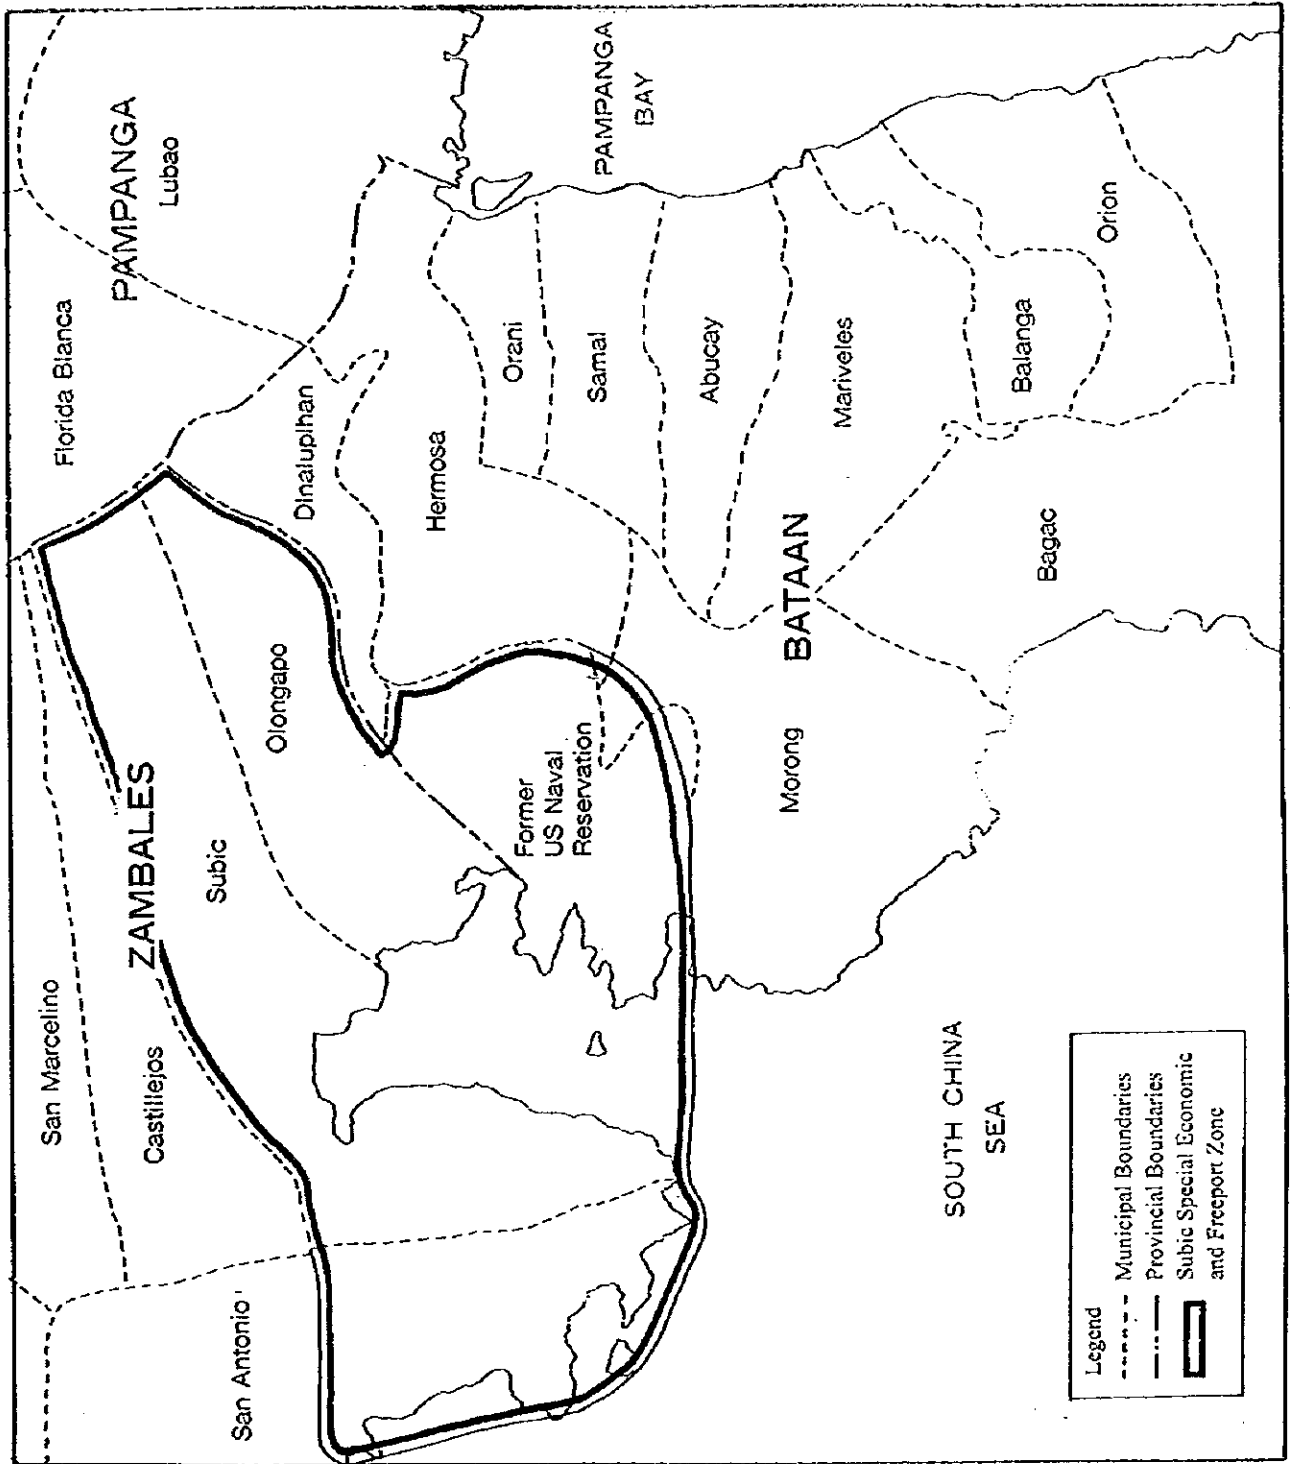 San Marcelino
Castillejos
ZAMBALES
San Antonio'
Subic
Olongapo
Florida Blanca
PAMPANGA
Lubao
Dinaluplhan
Hermosa
Former
US Naval
Reservation
Orani
Samal
Abucay
PAMPANGA
BAY
Mariveles
BATAAN
Morong
Balanga
Orion
Bagac
SOUTH CHINA
SEA
Legend
Municipal Boundaries
Provincial Boundaries
Subic Special Economic
and Freeport Zone